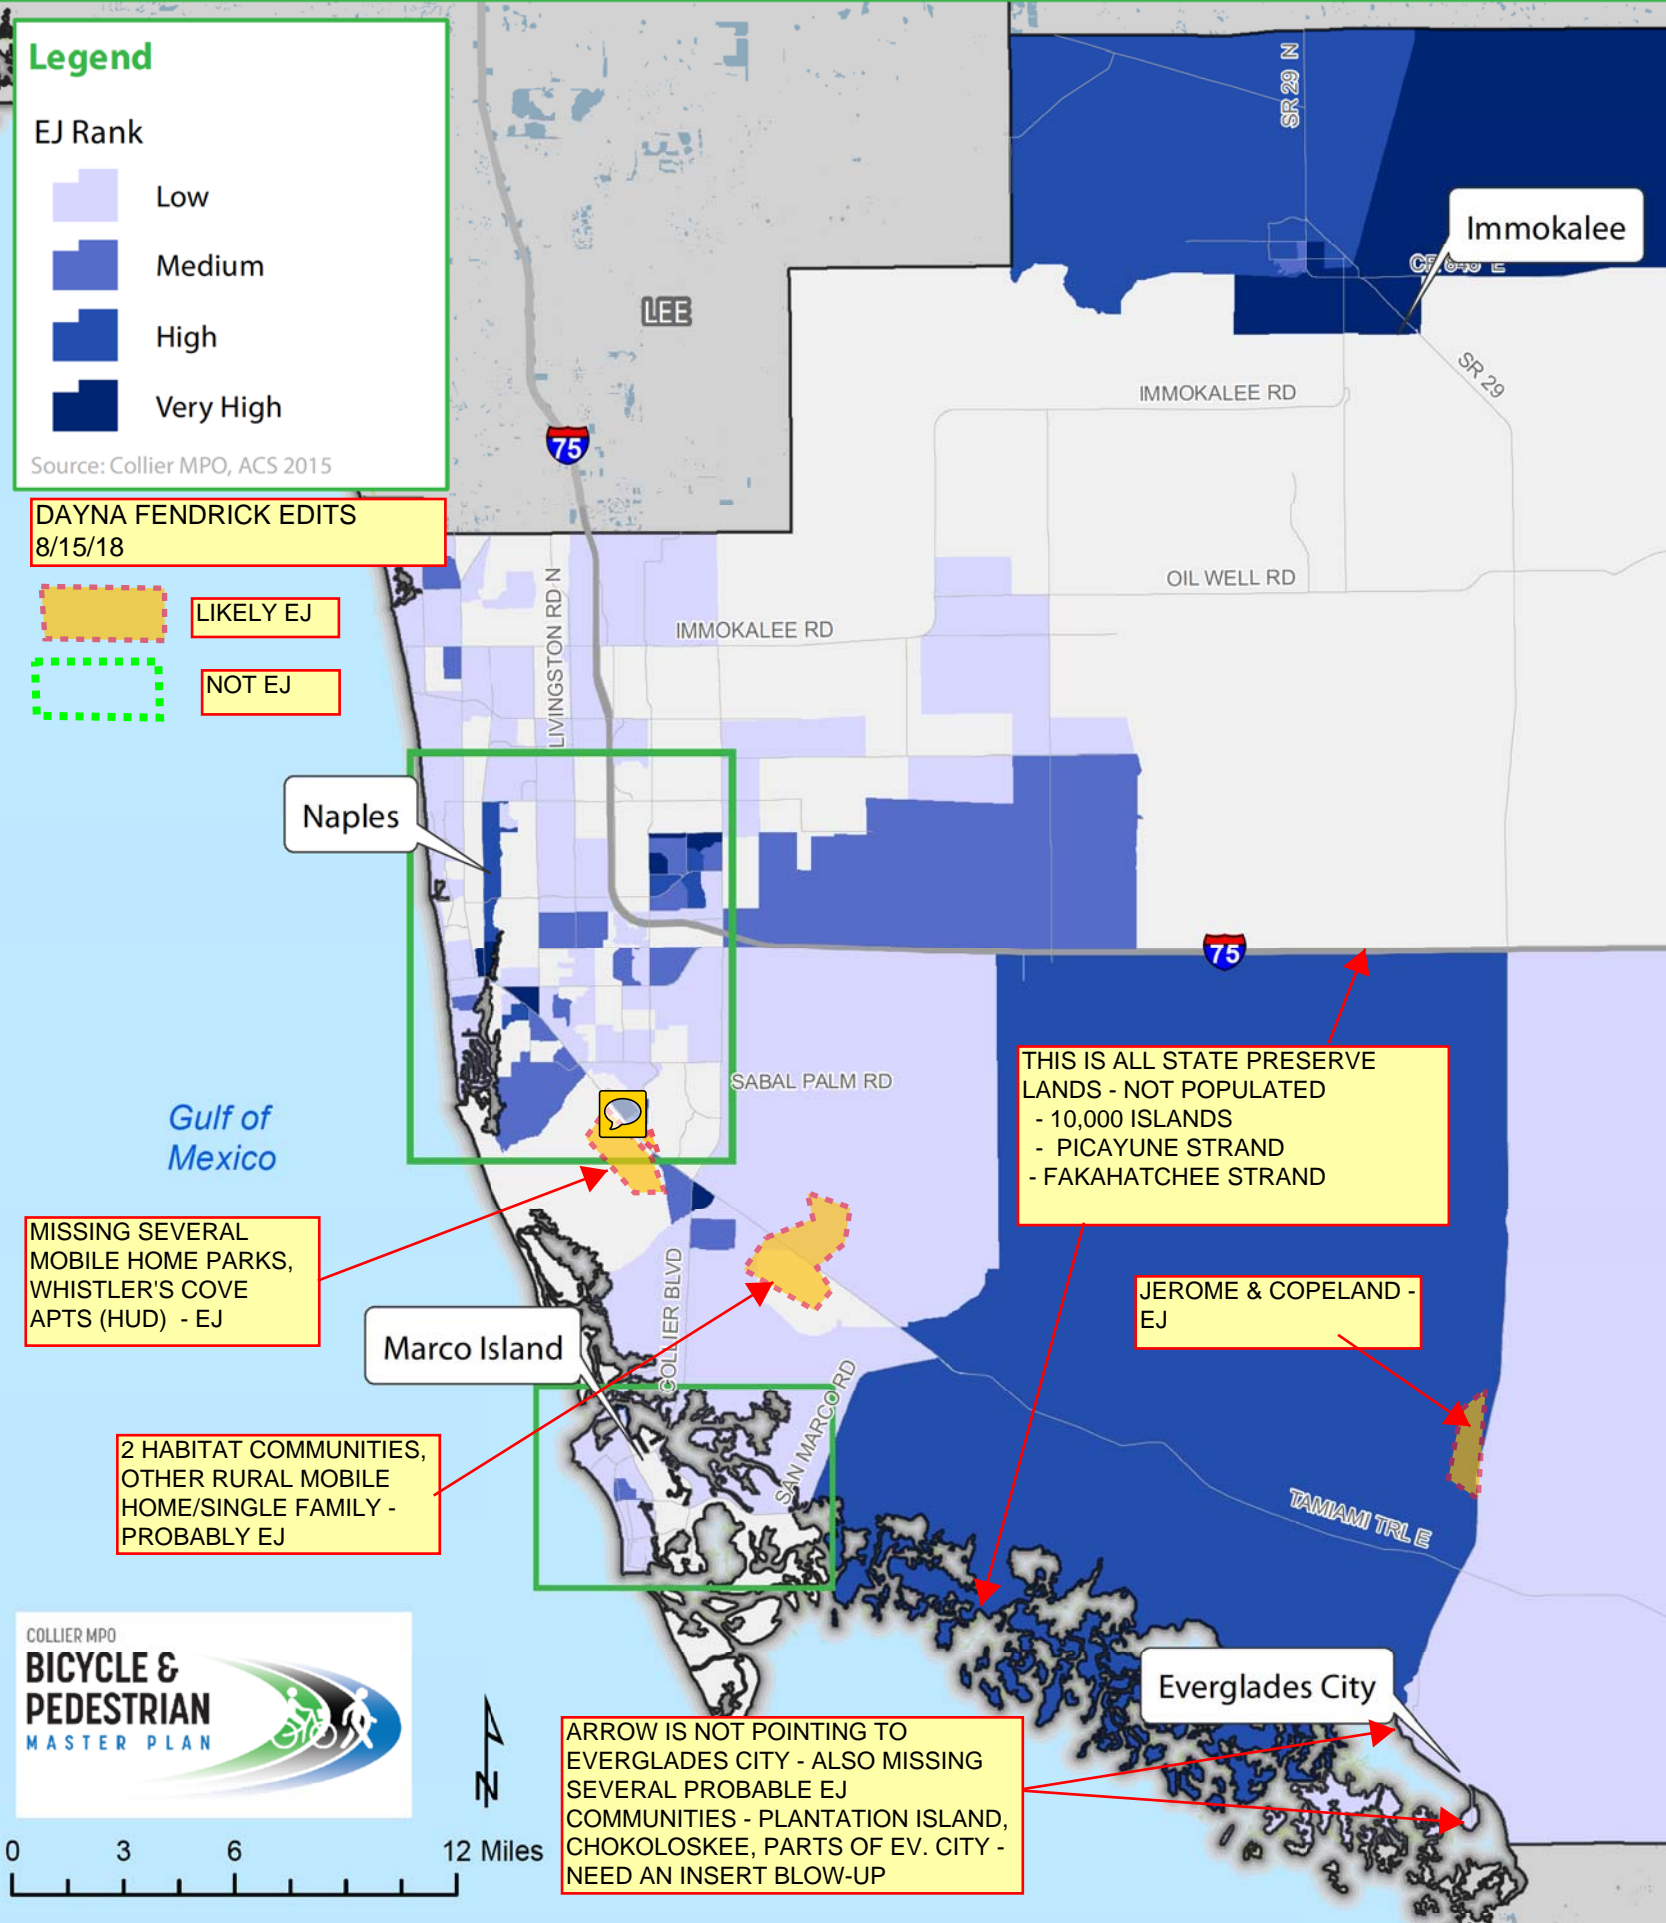 Legend
EJ Rank
Low
Medium
High
Very High
Source: Collier MPO, ACS 2015
DAYNA FENDRICK EDITS
8/15/18
LIKELY EJ
NOT EJ
LEE
75
SR 29 N
Immokalee
SR 29
IMMOKALEE RD
OIL WELL RD
IMMOKALEE RD
LIVINGSTON RD N
Naples
75
SABAL PALM RD
Gulf of
Mexico
THIS IS ALL STATE PRESERVE
LANDS - NOT POPULATED
- 10,000 ISLANDS
- PICAYUNE STRAND
- FAKAHATCHEE STRAND
MISSING SEVERAL
MOBILE HOME PARKS,
WHISTLER'S COVE
APTS (HUD) - EJ
COLLIER BLVD
JEROME & COPELAND -
EJ
Marco Island
SAN MARCO RD
2 HABITAT COMMUNITIES,
OTHER RURAL MOBILE
HOME/SINGLE FAMILY -
PROBABLY EJ
TAMIAMI TRL E
Everglades City
COLLIER MPO
BICYCLE &
PEDESTRIAN
MASTER PLAN
N
ARROW IS NOT POINTING TO
EVERGLADES CITY - ALSO MISSING
SEVERAL PROBABLE EJ
COMMUNITIES - PLANTATION ISLAND,
CHOKOLOSKEE, PARTS OF EV. CITY -
NEED AN INSERT BLOW-UP
0 3 6 12 Miles